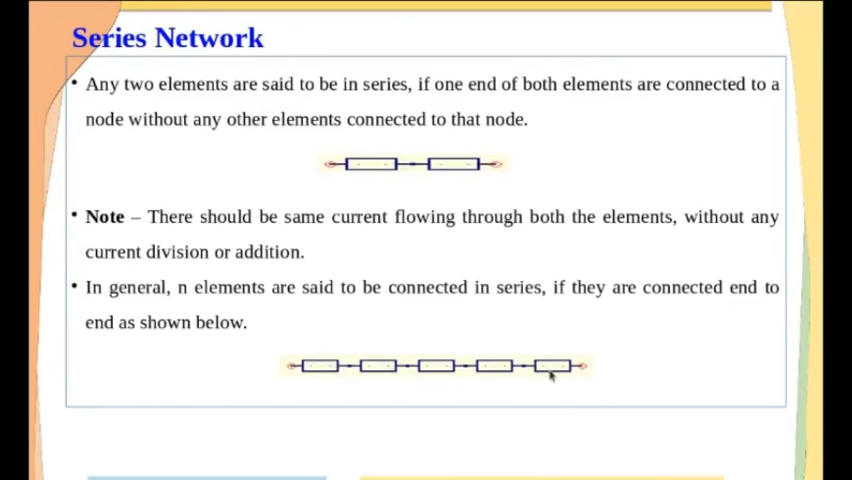 Series Network
• Any two elements are said to be in series, if one end of both elements are connected to a
node without any other elements connected to that node.
• Note – There should be same current flowing through both the elements, without any
current division or addition.
• In general, n elements are said to be connected in series, if they are connected end to
end as shown below.